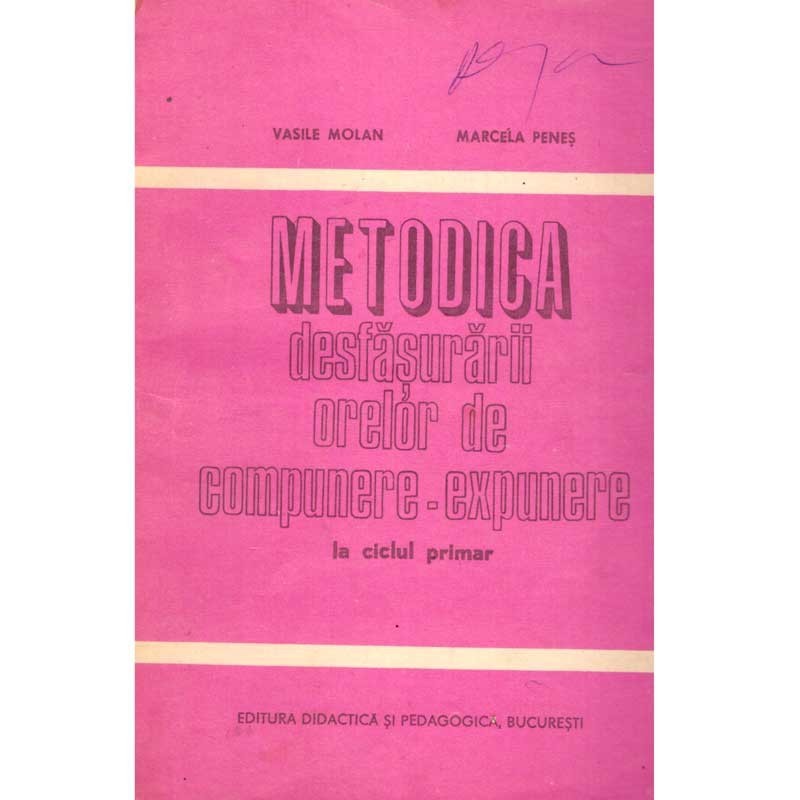 VASILE MOLAN MARCELA PENEȘ
METODICA
desfășurării
orelor de
compunere-expunere
la ciclul primar
EDITURA DIDACTICĂ ȘI PEDAGOGICĂ, BUCUREȘTI